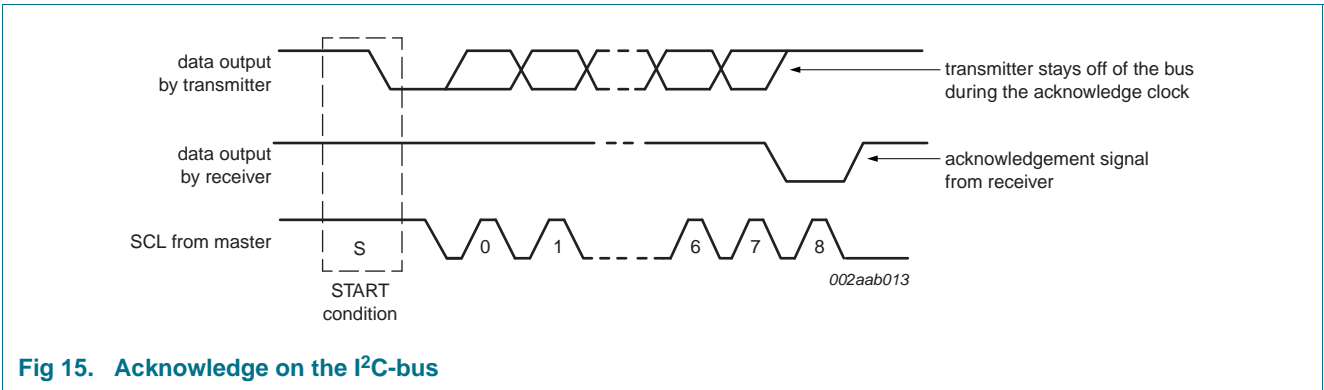 data output
by transmitter
transmitter stays off of the bus
during the acknowledge clock
data output
by receiver
acknowledgement signal
from receiver
SCL from master
S
0
1
6
7
8
002aab013
START
condition
Fig 15. Acknowledge on the I²C-bus